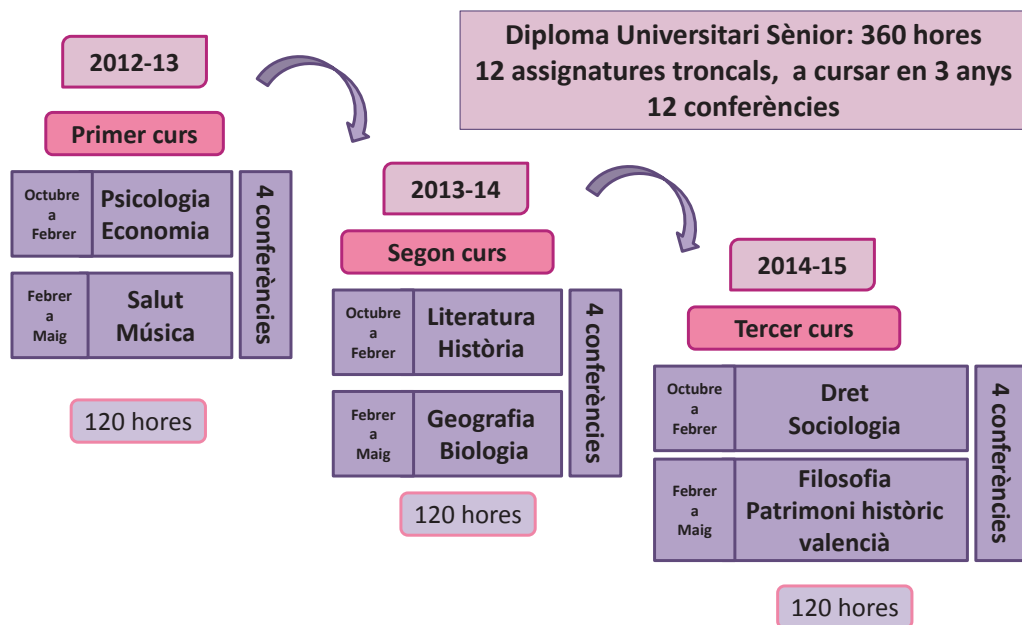 Diploma Universitari Sènior: 360 hores
12 assignatures troncals, a cursar en 3 anys
12 conferències
2012-13
Primer curs
Octubre
a
Febrer
Psicologia
Economia
Febrer
a
Maig
Salut
Música
4 conferències
120 hores
2013-14
Segon curs
Octubre
a
Febrer
Literatura
Història
Febrer
a
Maig
Geografia
Biologia
4 conferències
120 hores
2014-15
Tercer curs
Octubre
a
Febrer
Dret
Sociologia
Febrer
a
Maig
Filosofia
Patrimoni històric
valencià
4 conferències
120 hores